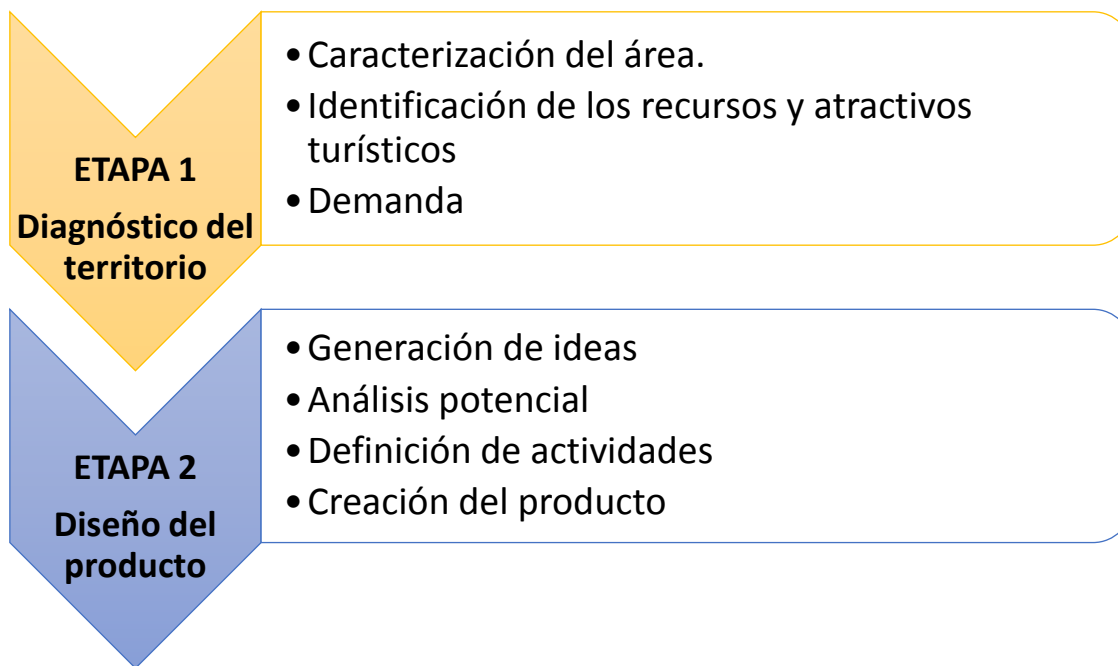 ETAPA 1
Diagnóstico del
territorio
•Caracterización del área.
•Identificación de los recursos y atractivos
turísticos
•Demanda
ETAPA 2
Diseño del
producto
•Generación de ideas
•Análisis potencial
•Definición de actividades
•Creación del producto